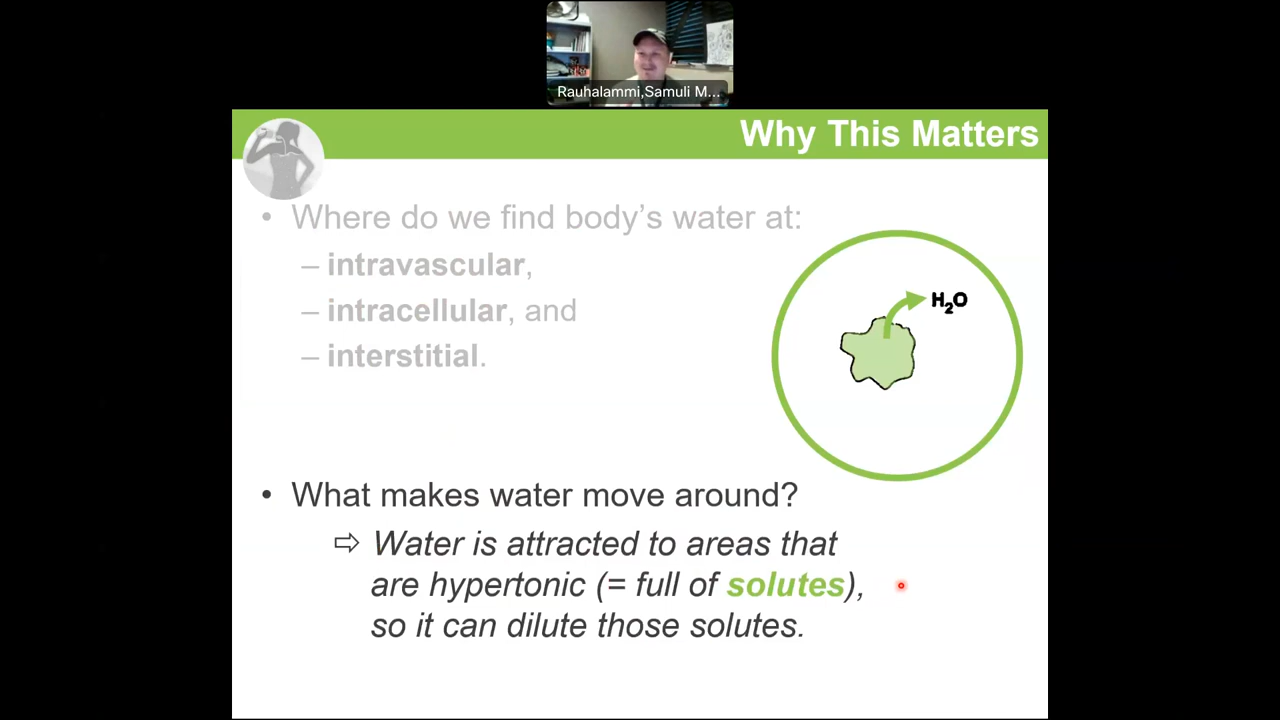 Rauhalammi,Samuli M...
Why This Matters
• Where do we find body's water at:
– intravascular,
– intracellular, and
– interstitial.
H₂O
• What makes water move around?
⇨ Water is attracted to areas that
are hypertonic (= full of solutes),
so it can dilute those solutes.